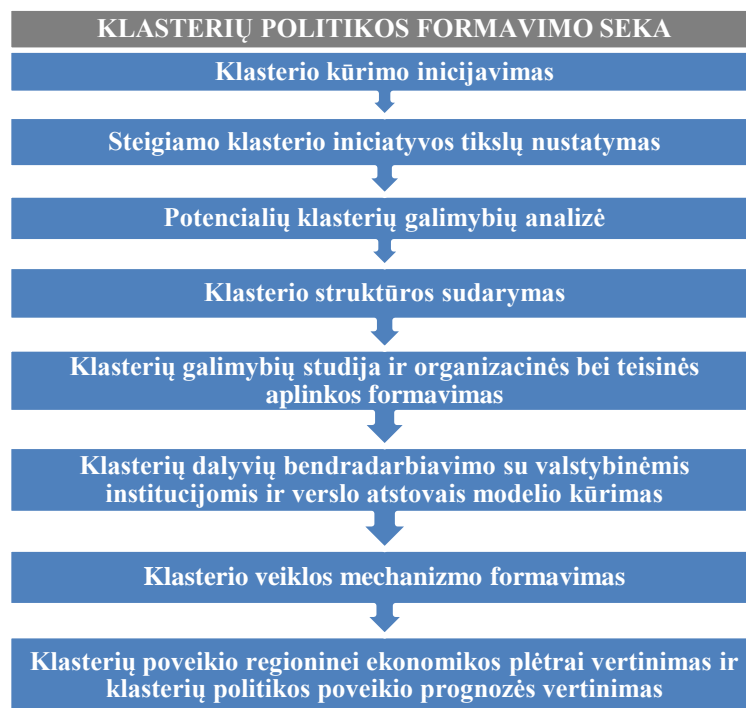 KLASTERIŲ POLITIKOS FORMAVIMO SEKA
Klasterio kūrimo inicijavimas
Steigiamo klasterio iniciatyvos tikslų nustatymas
Potencialių klasterių galimybių analizė
Klasterio struktūros sudarymas
Klasterių galimybių studija ir organizacinės bei teisinės
aplinkos formavimas
Klasterių dalyvių bendradarbiavimo su valstybinėmis
institucijomis ir verslo atstovais modelio kūrimas
Klasterio veiklos mechanizmo formavimas
Klasterių poveikio regioninei ekonomikos plėtrai vertinimas ir
klasterių politikos poveikio prognozės vertinimas